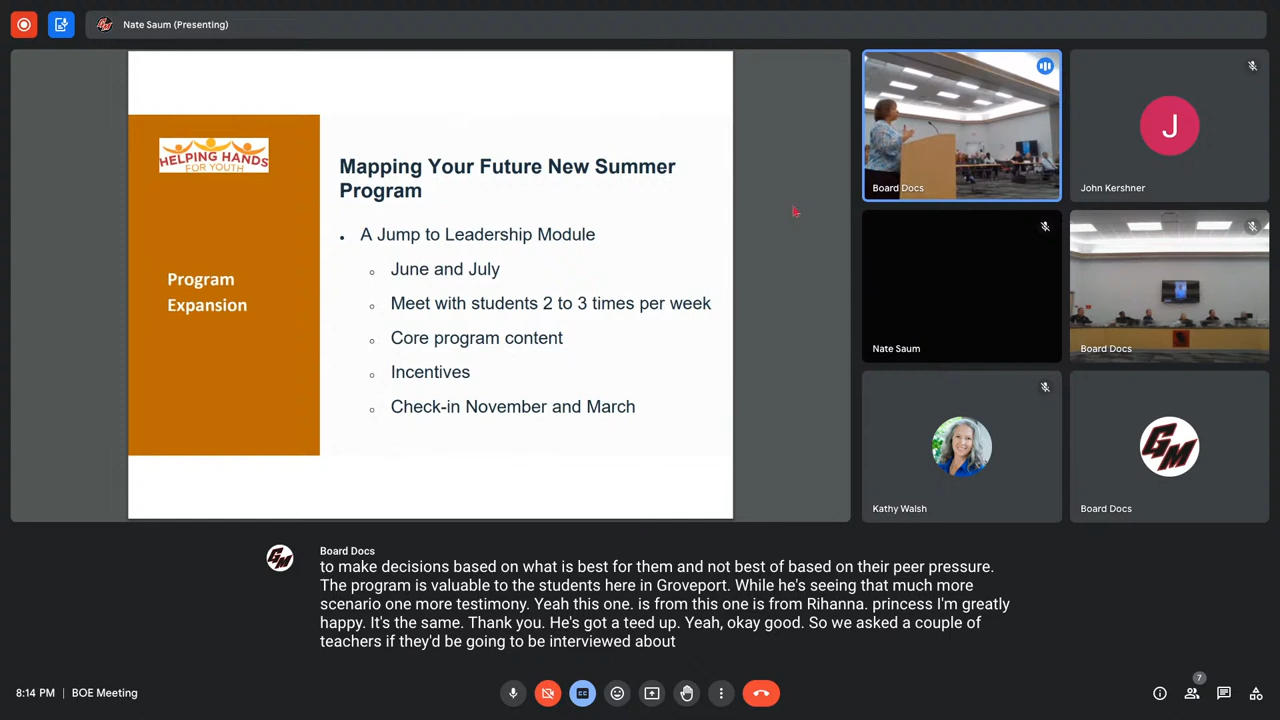 Nate Saum (Presenting)
HELPING HANDS
FOR YOUTH
Program
Expansion
Mapping Your Future New Summer
Program
• A Jump to Leadership Module
○ June and July
○ Meet with students 2 to 3 times per week
○ Core program content
○ Incentives
○ Check-in November and March
Board Docs
J
John Kershner
Nate Saum
Board Docs
Kathy Walsh
GM
Board Docs
Board Docs
to make decisions based on what is best for them and not best of based on their peer pressure.
The program is valuable to the students here in Groveport. While he's seeing that much more
scenario one more testimony. Yeah this one. is from this one is from Rihanna. princess I'm greatly
happy. It's the same. Thank you. He's got a teed up. Yeah, okay good. So we asked a couple of
teachers if they'd be going to be interviewed about
8:14 PM | BOE Meeting
CC
7